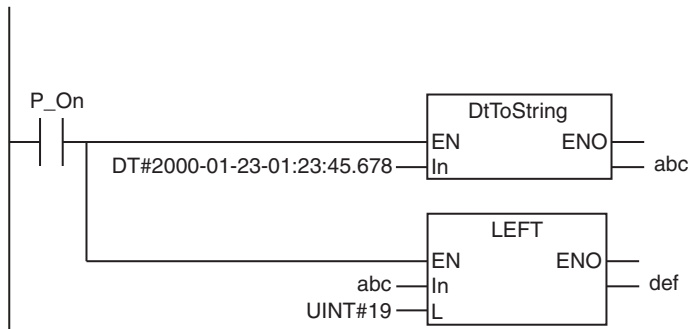 P_On
DtToString
EN ENO
DT#2000-01-23-01:23:45.678 In abc
LEFT
EN ENO
abc In def
UINT#19 L